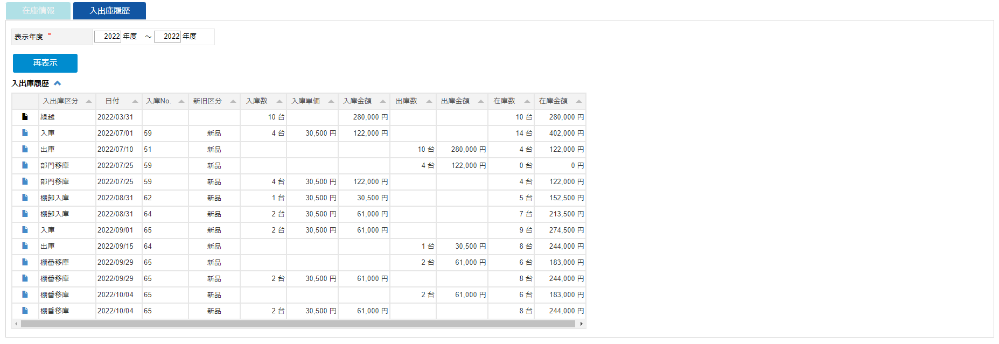 在庫情報 入出庫履歴
表示年度 * 2022 年度 ～ 2022 年度
再表示
入出庫履歴
入出庫区分 日付 入庫No. 新旧区分 入庫数 入庫単価 入庫金額 出庫数 出庫金額 在庫数 在庫金額
繰越 2022/03/31 10 台 280,000 円 10 台 280,000 円
入庫 2022/07/01 59 新品 4 台 30,500 円 122,000 円 14 台 402,000 円
出庫 2022/07/10 51 新品 10 台 280,000 円 4 台 122,000 円
部門移庫 2022/07/25 59 新品 4 台 122,000 円 0 台 0 円
部門移庫 2022/07/25 59 新品 4 台 30,500 円 122,000 円 4 台 122,000 円
棚卸入庫 2022/08/31 62 新品 1 台 30,500 円 30,500 円 5 台 152,500 円
棚卸入庫 2022/08/31 64 新品 2 台 30,500 円 61,000 円 7 台 213,500 円
入庫 2022/09/01 65 新品 2 台 30,500 円 61,000 円 9 台 274,500 円
出庫 2022/09/15 64 新品 1 台 30,500 円 8 台 244,000 円
棚番移庫 2022/09/29 65 新品 2 台 61,000 円 6 台 183,000 円
棚番移庫 2022/09/29 65 新品 2 台 30,500 円 61,000 円 8 台 244,000 円
棚番移庫 2022/10/04 65 新品 2 台 61,000 円 6 台 183,000 円
棚番移庫 2022/10/04 65 新品 2 台 30,500 円 61,000 円 8 台 244,000 円